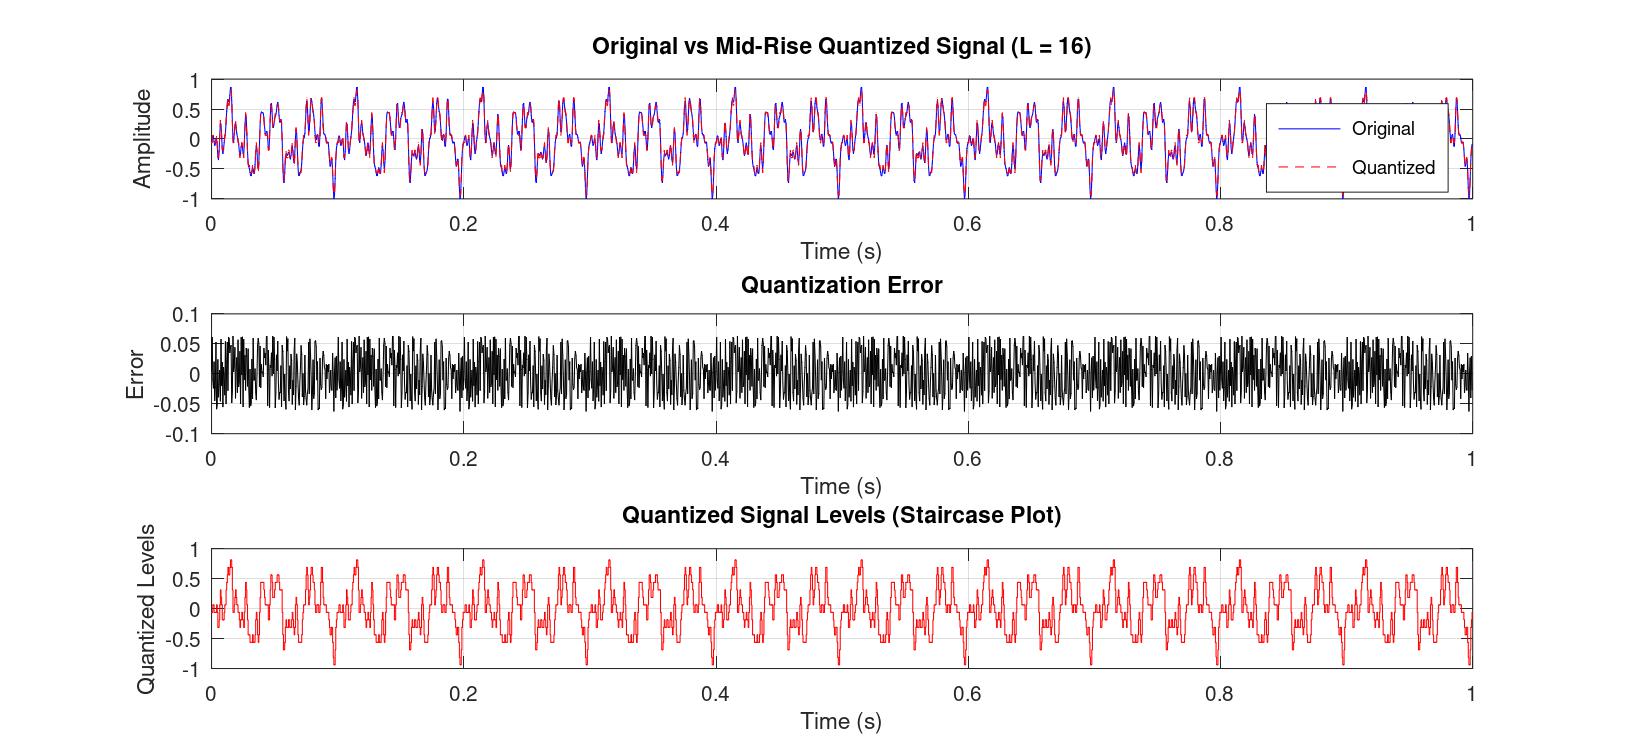 Original vs Mid-Rise Quantized Signal (L = 16)
Amplitude
1
0.5
0
-0.5
-1
Original
Quantized
0 0.2 0.4 0.6 0.8 1
Time (s)
Quantization Error
Error
0.1
0.05
0
-0.05
-0.1
0 0.2 0.4 0.6 0.8 1
Time (s)
Quantized Signal Levels (Staircase Plot)
Quantized Levels
1
0.5
0
-0.5
-1
0 0.2 0.4 0.6 0.8 1
Time (s)